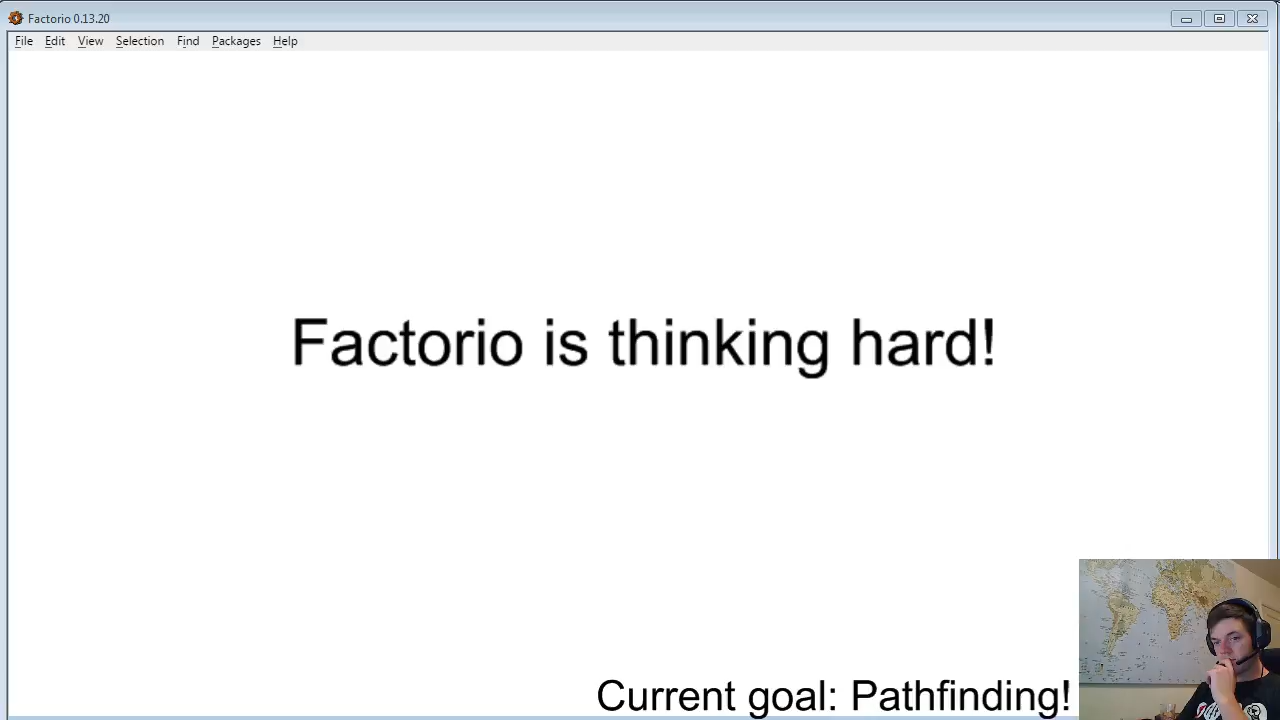 Factorio 0.13.20
File Edit View Selection Find Packages Help
Factorio is thinking hard!
Current goal: Pathfinding!